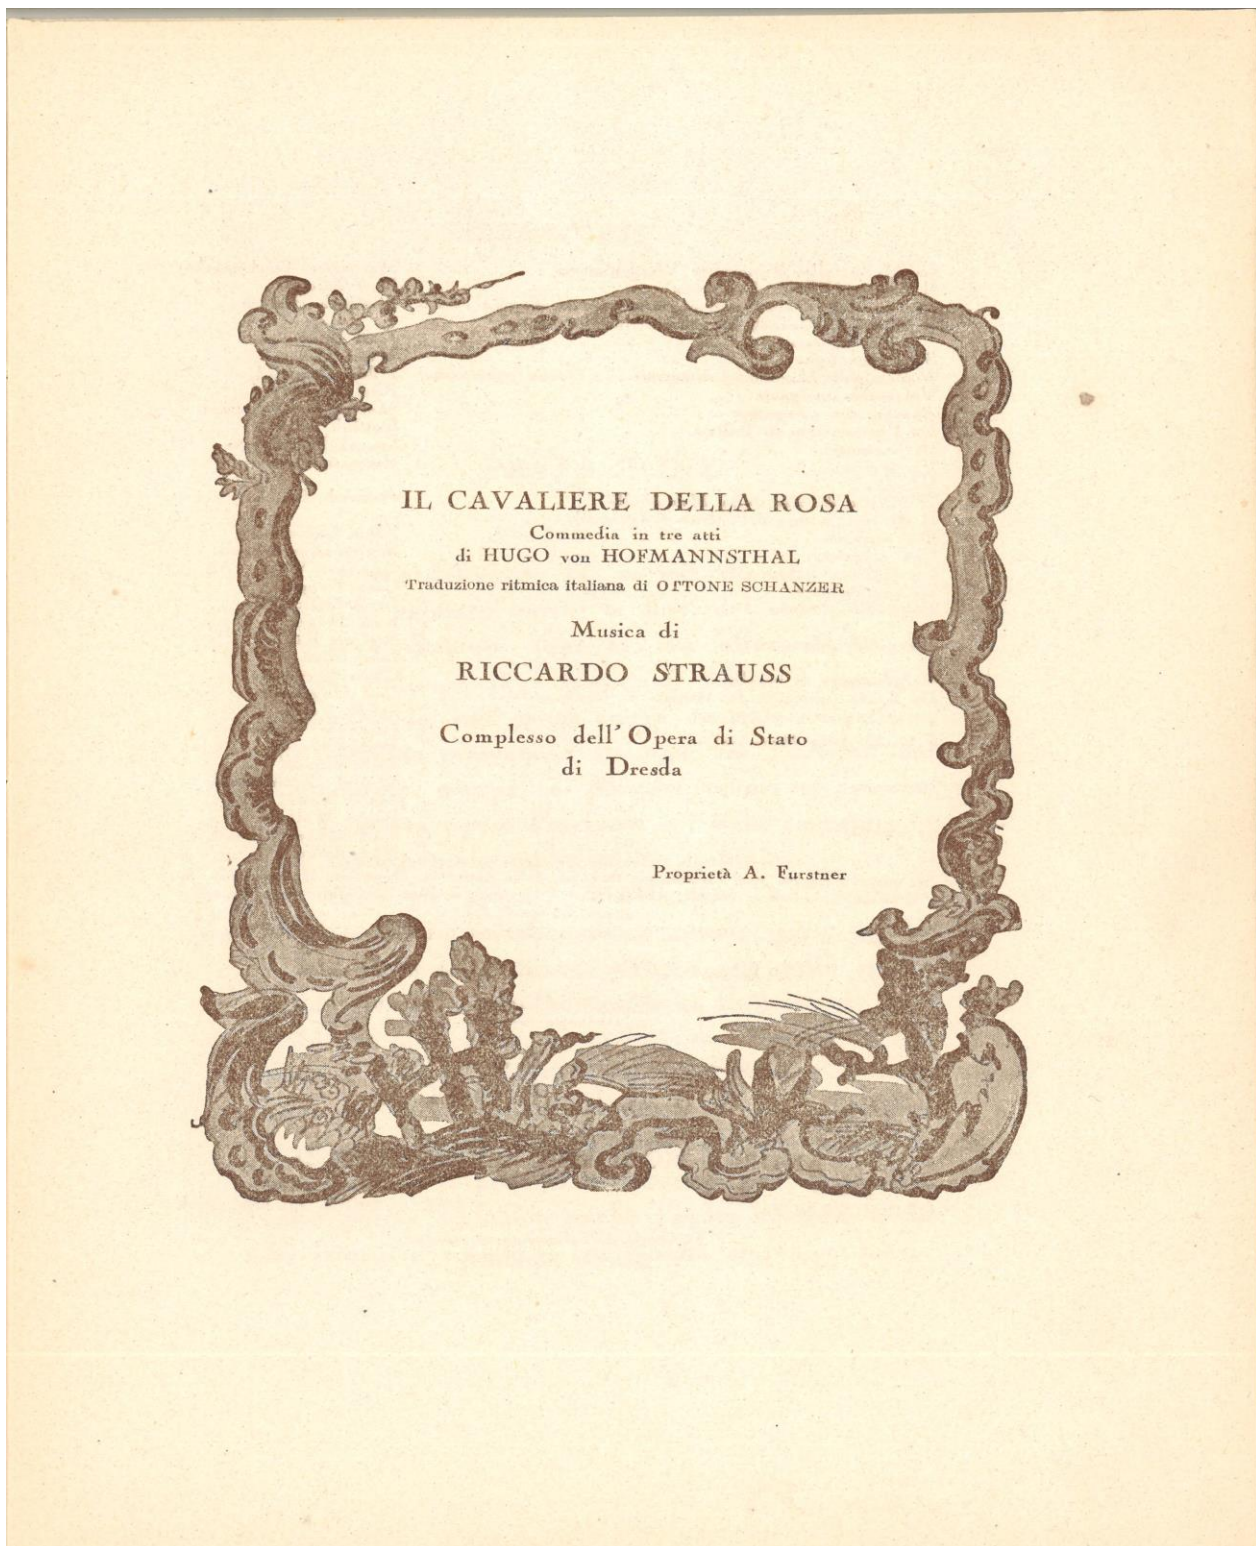 IL CAVALIERE DELLA ROSA
Commedia in tre atti
di HUGO von HOFMANNSTHAL
Traduzione ritmica italiana di OTTONE SCHANZER
Musica di
RICCARDO STRAUSS
Complesso dell' Opera di Stato
di Dresda
Proprietà A. Furstner